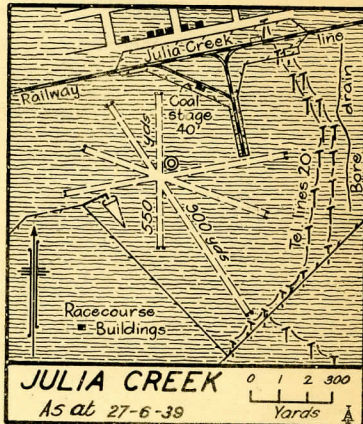 Julia Creek
line
Railway
Coal
stage
40'
drain
Bore
Tel. lines 20'
550 yds
900 yds
Racecourse
Buildings
JULIA CREEK
As at 27-6-39
0 1 2 300
Yards
A